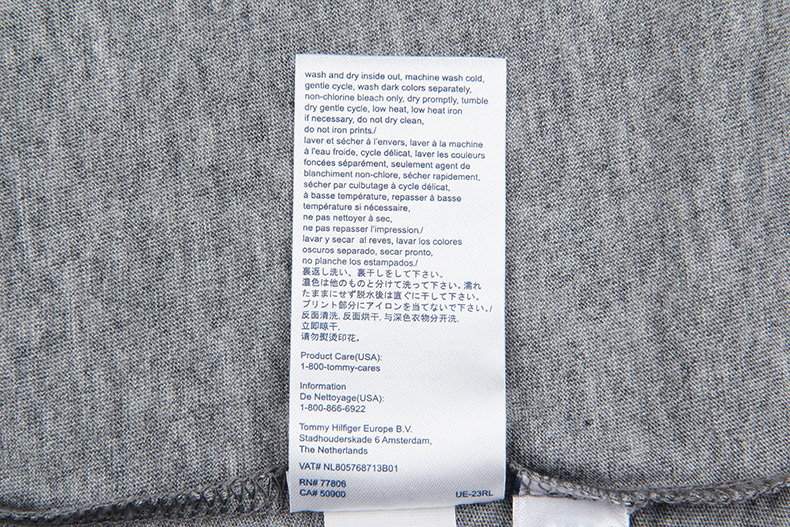 wash and dry inside out, machine wash cold,
gentle cycle, wash dark colors separately,
non-chlorine bleach only, dry promptly, tumble
dry gentle cycle, low heat, low heat iron
if necessary, do not dry clean,
do not iron prints./
laver et sécher à l'envers, laver à la machine
à l'eau froide, cycle délicat, laver les couleurs
foncées séparément, seulement agent de
blanchiment non-chlore, sécher rapidement,
sécher par culbutage à cycle délicat,
à basse température, repasser à basse
température si nécessaire,
ne pas nettoyer à sec,
ne pas repasser l'impression./
lavar y secar al reves, lavar los colores
oscuros separado, secar pronto,
no planche los estampados./
裏返し洗い、裏干しをして下さい。
濃色は他のものと分けて洗って下さい。濡れ
たままにせず脱水後は直ぐに干して下さい。
プリント部分にアイロンを当てないで下さい。/
反面清洗. 反面烘干. 与深色衣物分开洗.
立即晾干.
请勿熨烫印花。
Product Care(USA):
1-800-tommy-cares
Information
De Nettoyage(USA):
1-800-866-6922
Tommy Hilfiger Europe B.V.
Stadhouderskade 6 Amsterdam,
The Netherlands
VAT# NL805768713B01
RN# 77806
CA# 50900 UE-23RL